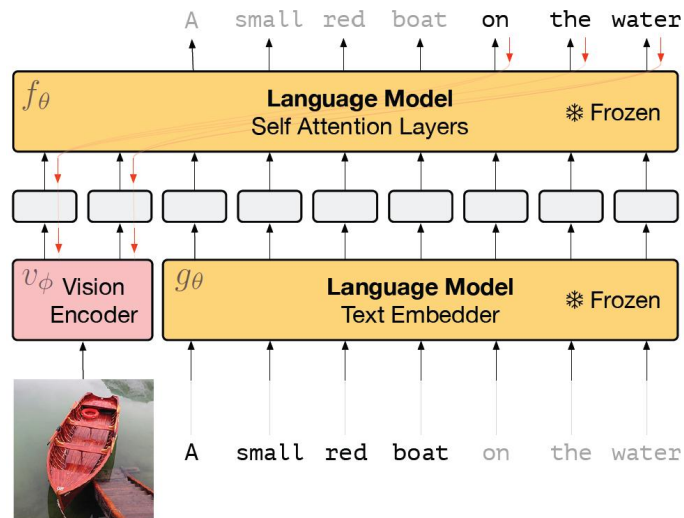 A small red boat on the water
fθ
Language Model
Self Attention Layers
❄ Frozen
vϕ Vision
Encoder
gθ
Language Model
Text Embedder
❄ Frozen
A small red boat on the water